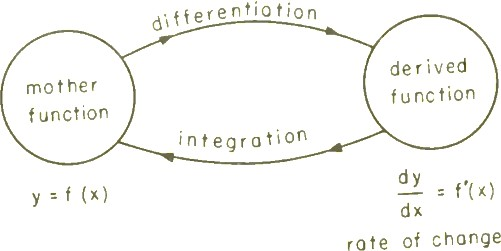 differentiation
mother
function
derived
function
integration
y = f (x)
dy
dx
= f'(x)
rate of change